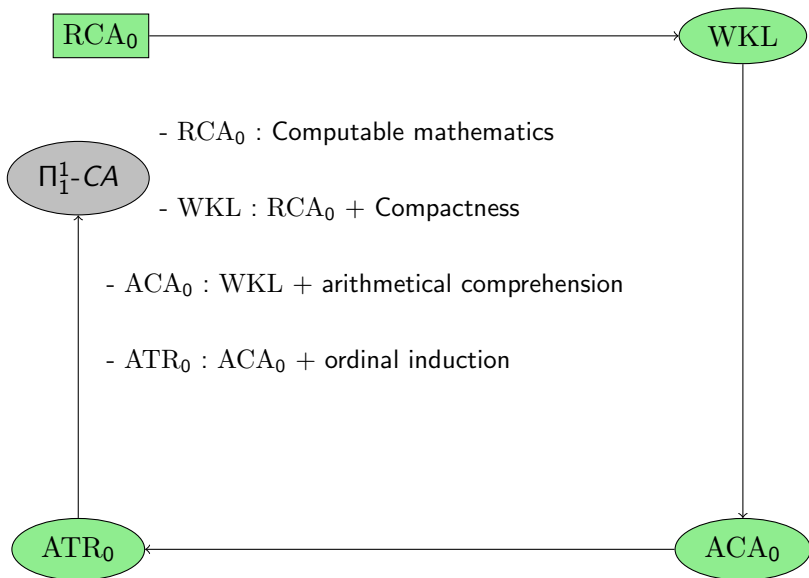 RCA₀
WKL
- RCA₀ : Computable mathematics
Π¹₁-CA
- WKL : RCA₀ + Compactness
- ACA₀ : WKL + arithmetical comprehension
- ATR₀ : ACA₀ + ordinal induction
ATR₀
ACA₀